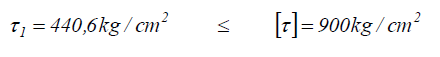 τ₁ = 440,6kg / cm² ≤ [τ] = 900kg / cm²